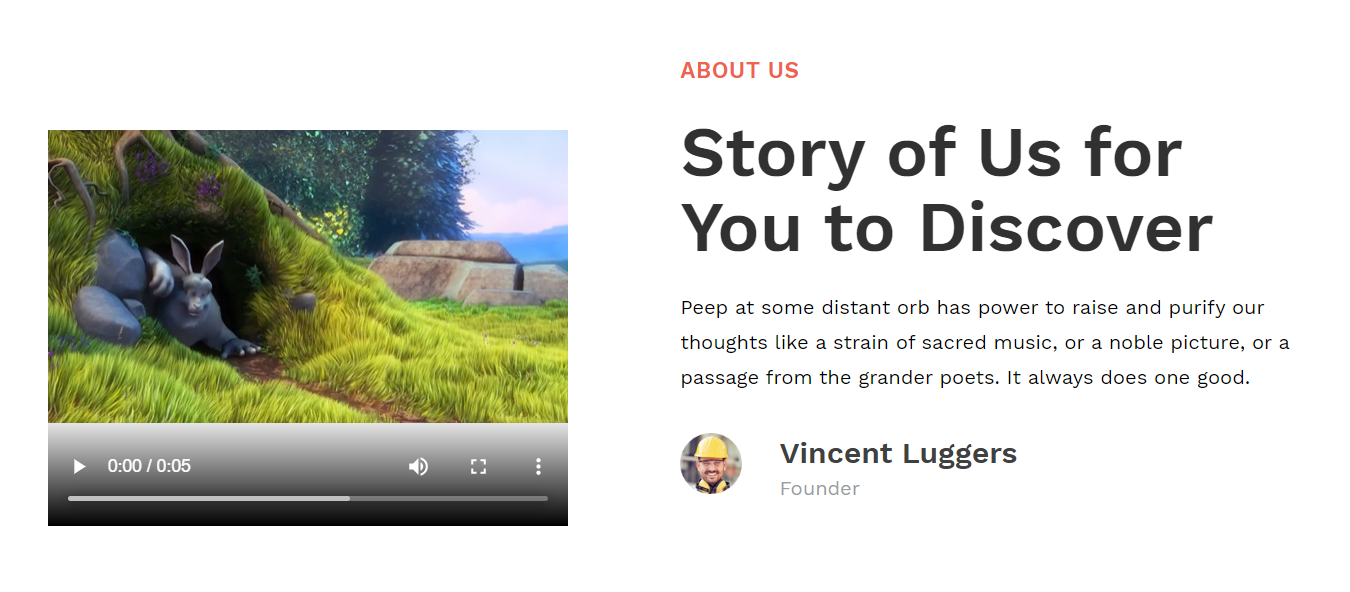 ABOUT US
Story of Us for
You to Discover
Peep at some distant orb has power to raise and purify our
thoughts like a strain of sacred music, or a noble picture, or a
passage from the grander poets. It always does one good.
Vincent Luggers
Founder
0:00 / 0:05